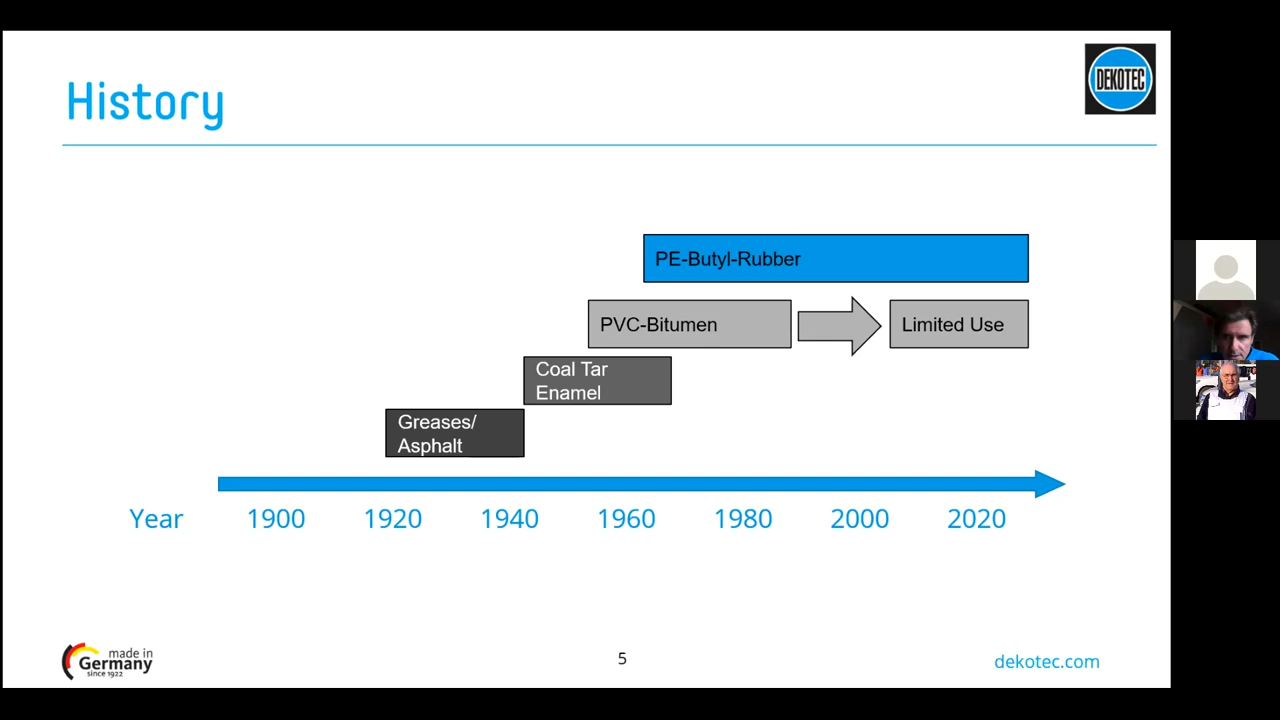 History
DEKOTEC
PE-Butyl-Rubber
PVC-Bitumen
Limited Use
Coal Tar
Enamel
Greases/
Asphalt
Year 1900 1920 1940 1960 1980 2000 2020
made in
Germany
since 1922
5
dekotec.com